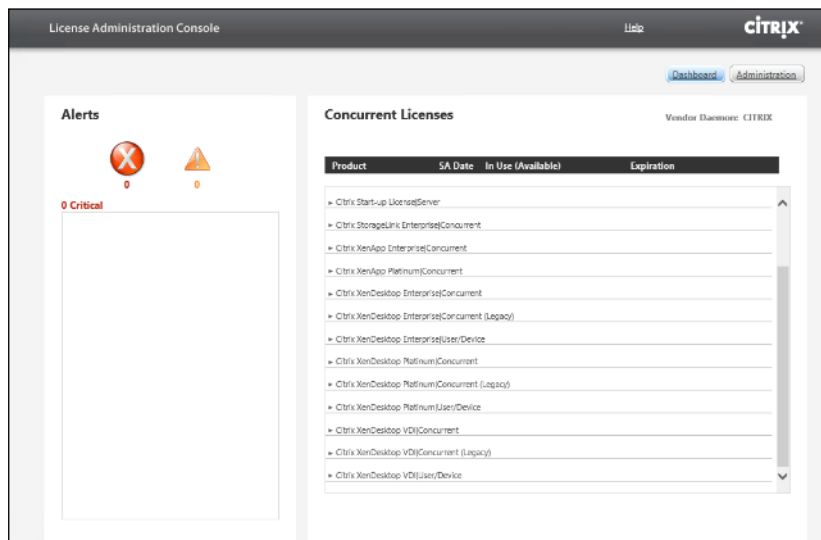 License Administration Console
Help
CITRIX
Dashboard
Administration
Alerts
0
0
0 Critical
Concurrent Licenses
Vendor Daemon: CITRIX
Product SA Date In Use (Available) Expiration
Citrix Start-up License|Server
Citrix StorageLink Enterprise|Concurrent
Citrix XenApp Enterprise|Concurrent
Citrix XenApp Platinum|Concurrent
Citrix XenDesktop Enterprise|Concurrent
Citrix XenDesktop Enterprise|Concurrent (Legacy)
Citrix XenDesktop Enterprise|User/Device
Citrix XenDesktop Platinum|Concurrent
Citrix XenDesktop Platinum|Concurrent (Legacy)
Citrix XenDesktop Platinum|User/Device
Citrix XenDesktop VDI|Concurrent
Citrix XenDesktop VDI|Concurrent (Legacy)
Citrix XenDesktop VDI|User/Device